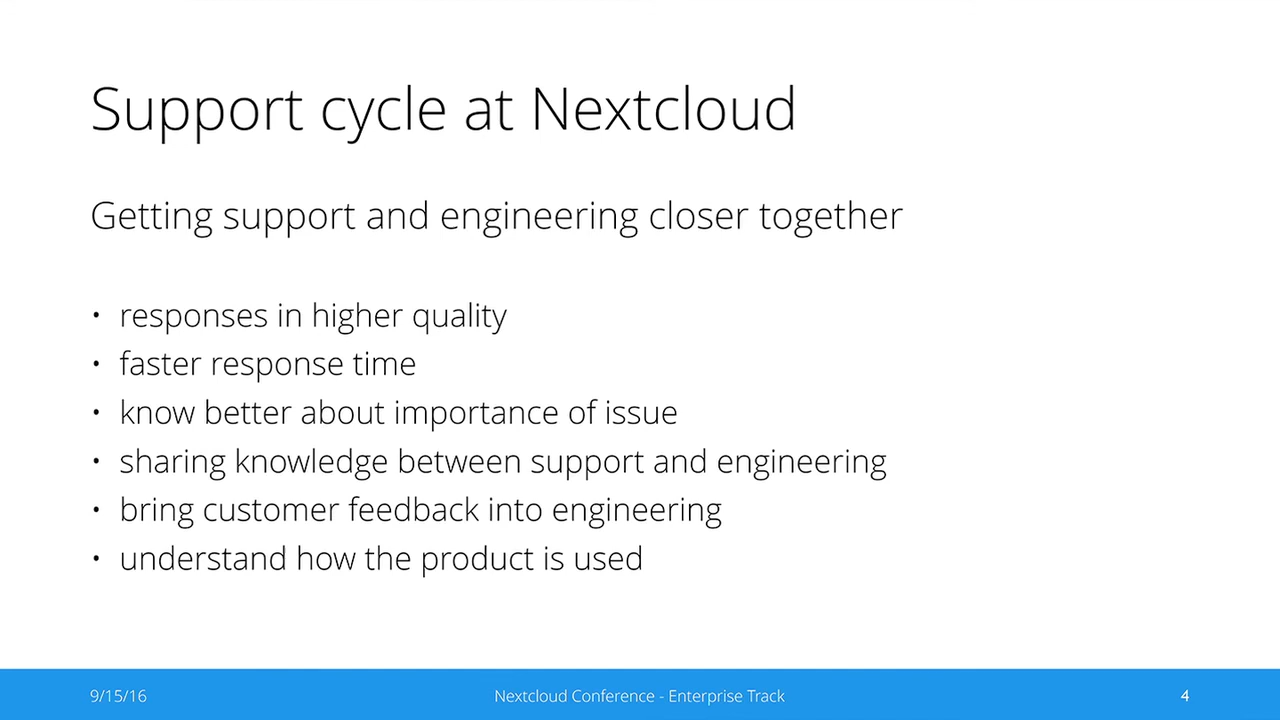 Support cycle at Nextcloud
Getting support and engineering closer together
• responses in higher quality
• faster response time
• know better about importance of issue
• sharing knowledge between support and engineering
• bring customer feedback into engineering
• understand how the product is used
9/15/16
Nextcloud Conference - Enterprise Track
4